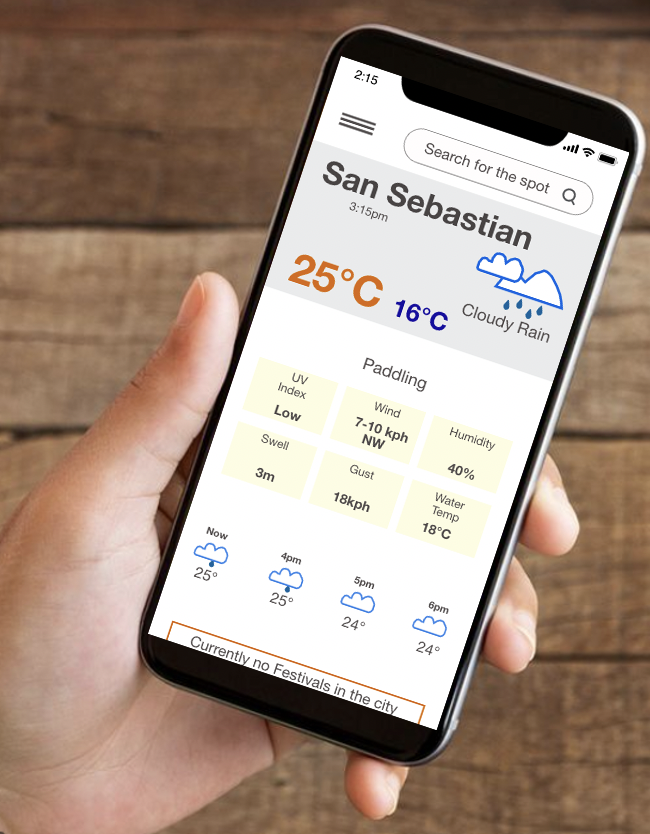 2:15
Search for the spot
San Sebastian
3:15pm
25°C
16°C
Cloudy Rain
Paddling
UV
Index
Low
Wind
7-10 kph
NW
Humidity
40%
Swell
3m
Gust
18kph
Water
Temp
18°C
Now
25°
4pm
25°
5pm
24°
6pm
24°
Currently no Festivals in the city